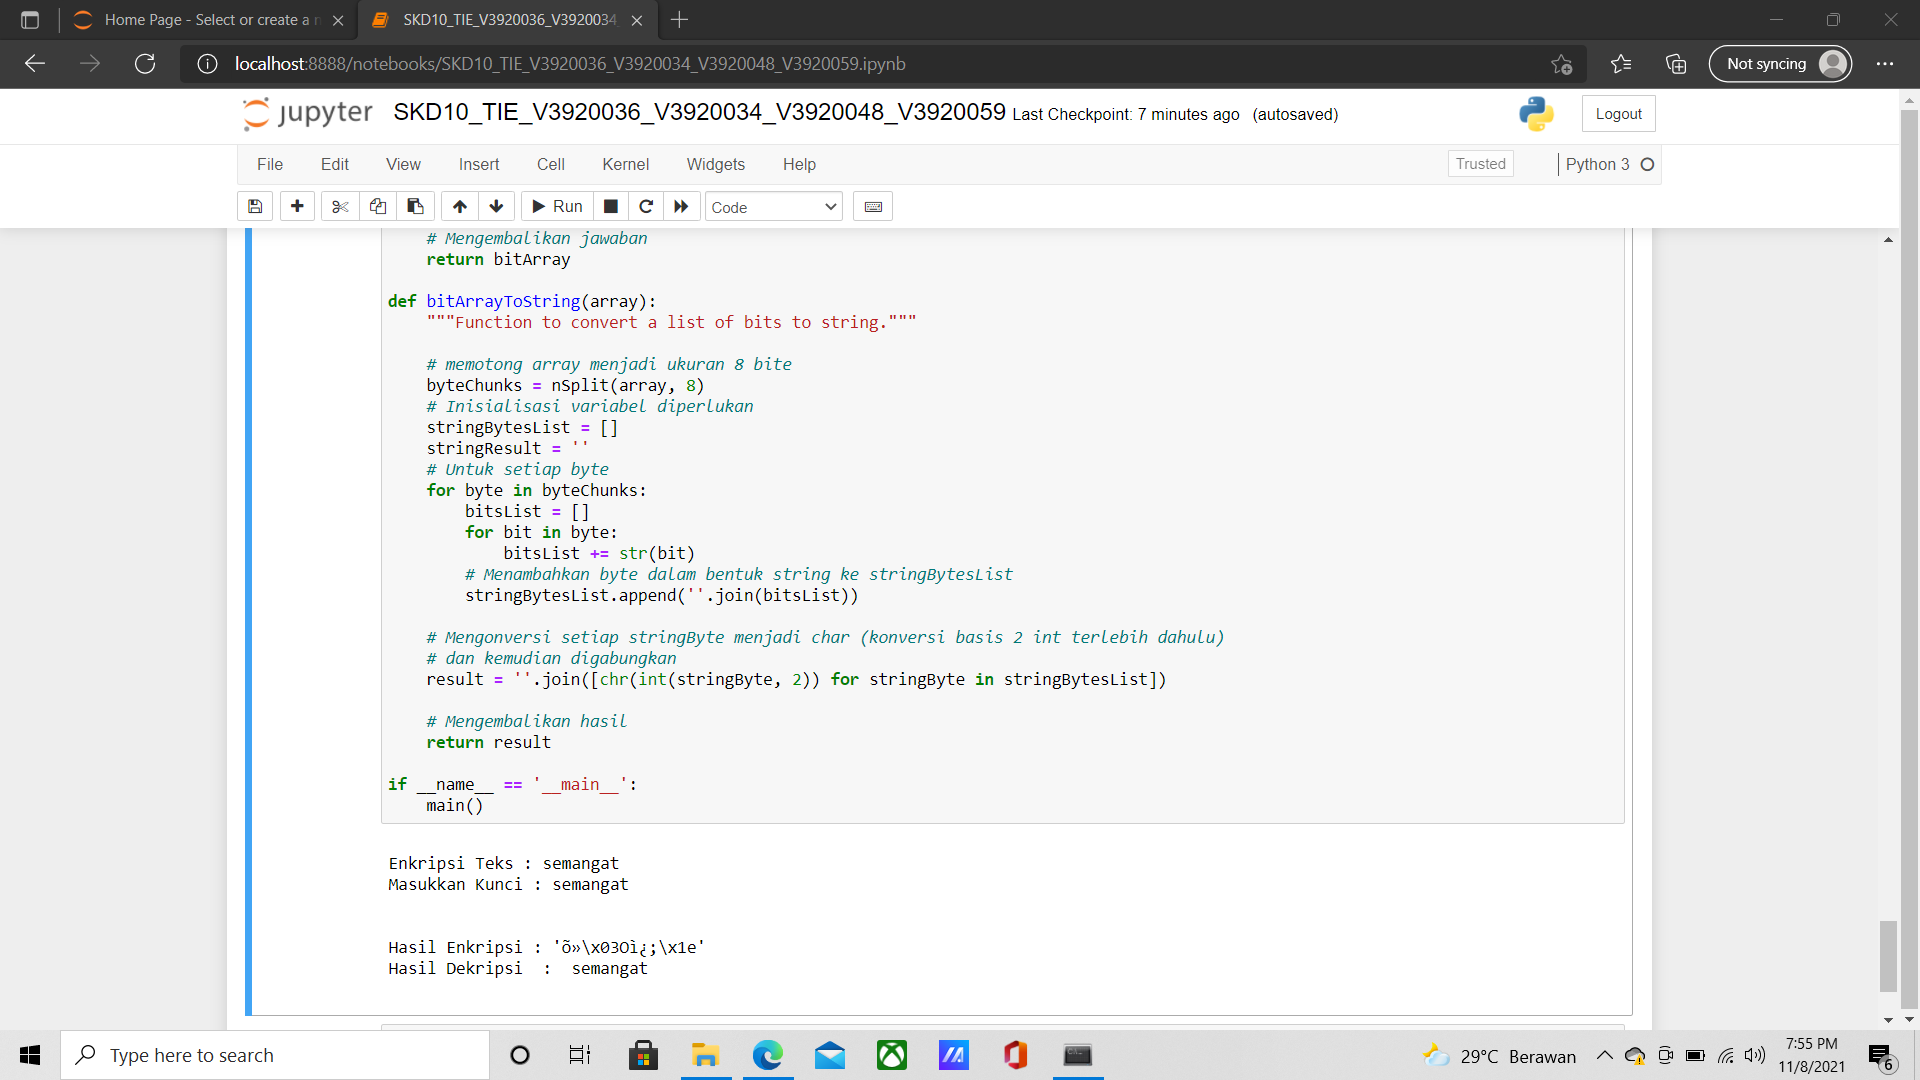 Home Page - Select or create a n
SKD10_TIE_V3920036_V3920034
localhost:8888/notebooks/SKD10_TIE_V3920036_V3920034_V3920048_V3920059.ipynb
Not syncing
jupyter SKD10_TIE_V3920036_V3920034_V3920048_V3920059 Last Checkpoint: 7 minutes ago (autosaved)
Logout
File Edit View Insert Cell Kernel Widgets Help
Trusted
Python 3
Run
Code
# Mengembalikan jawaban
return bitArray
def bitArrayToString(array):
"""Function to convert a list of bits to string."""
# memotong array menjadi ukuran 8 bite
byteChunks = nSplit(array, 8)
# Inisialisasi variabel diperlukan
stringBytesList = []
stringResult = ''
# Untuk setiap byte
for byte in byteChunks:
bitsList = []
for bit in byte:
bitsList += str(bit)
# Menambahkan byte dalam bentuk string ke stringBytesList
stringBytesList.append(''.join(bitsList))
# Mengonversi setiap stringByte menjadi char (konversi basis 2 int terlebih dahulu)
# dan kemudian digabungkan
result = ''.join([chr(int(stringByte, 2)) for stringByte in stringBytesList])
# Mengembalikan hasil
return result
if __name__ == '__main__':
main()
Enkripsi Teks : semangat
Masukkan Kunci : semangat
Hasil Enkripsi : 'õ»\x03Oì¿;\x1e'
Hasil Dekripsi  :  semangat
Type here to search
29°C Berawan
7:55 PM
11/8/2021
6